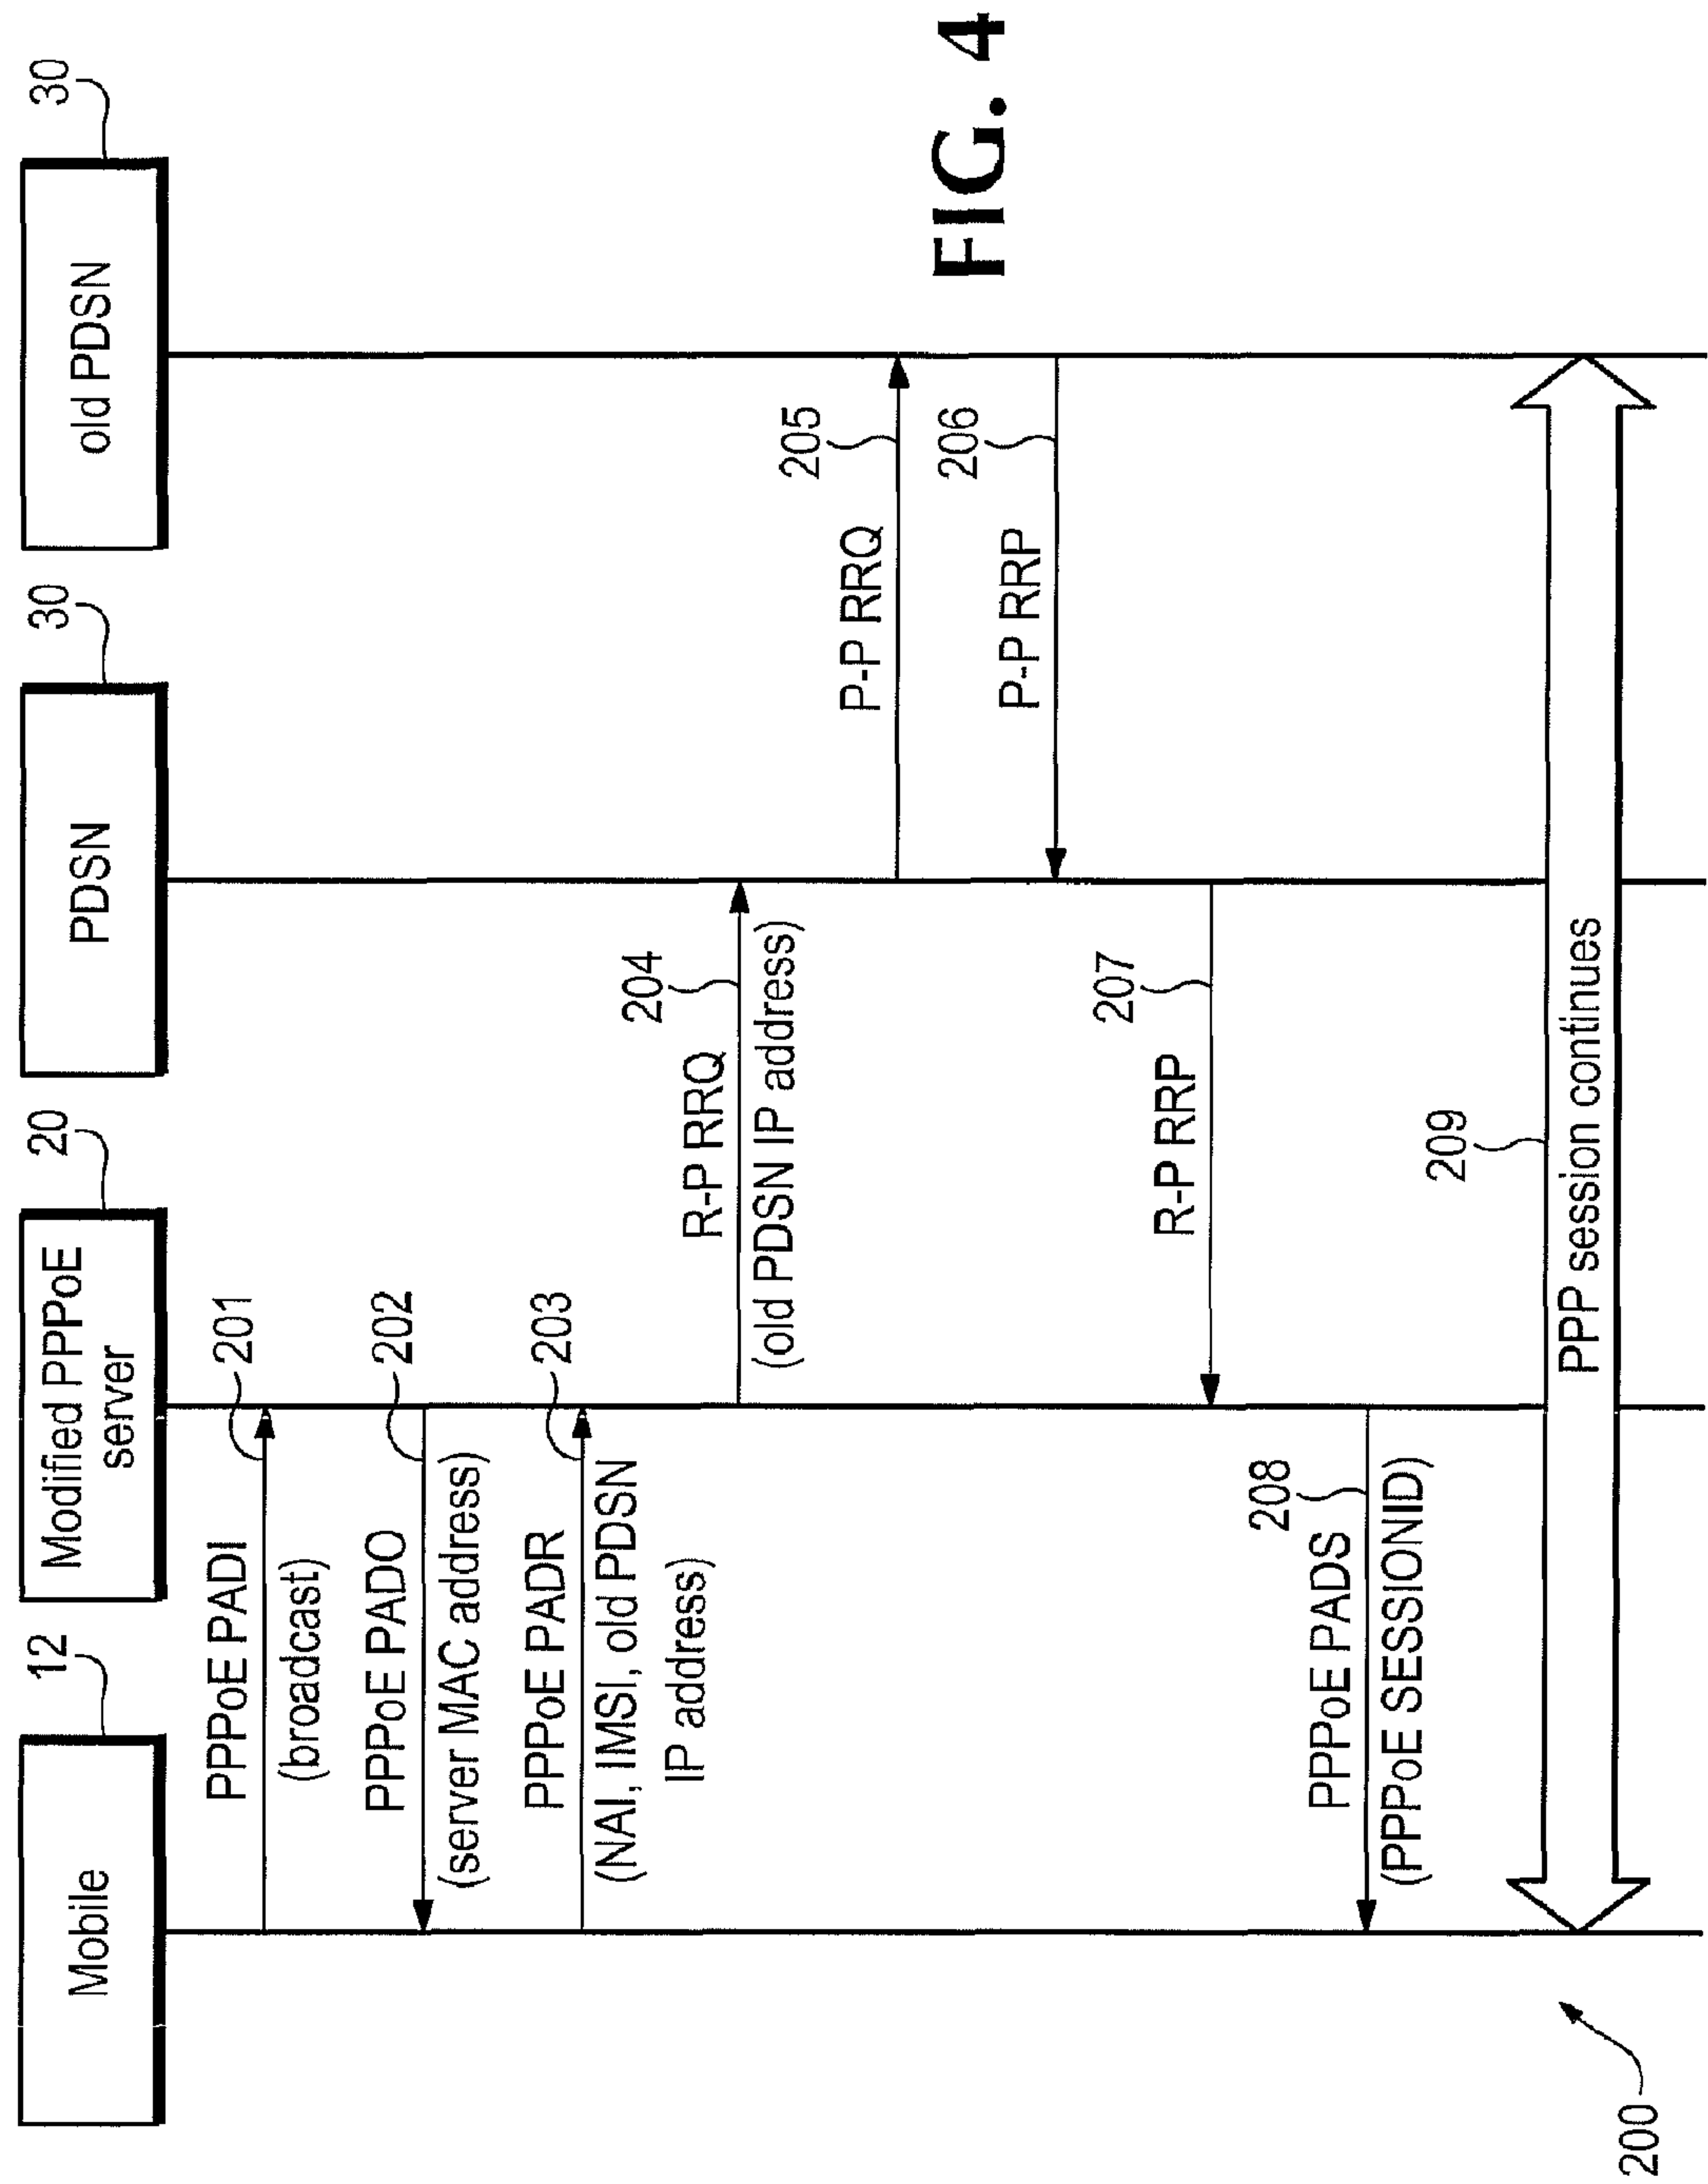 12
20
30
30
Mobile
Modified PPPoE
server
PDSN
old PDSN
PPPoE PADI
201
(broadcast)
PPPoE PADO
202
(server MAC address)
PPPoE PADR
203
(NAI, IMSI, old PDSN
IP address)
R-P RRQ
204
(old PDSN IP address)
P-P RRQ
205
P-P RRP
206
R-P RRP
207
PPPoE PADS
208
(PPPoE SESSIONID)
209
PPP session continues
200
FIG. 4